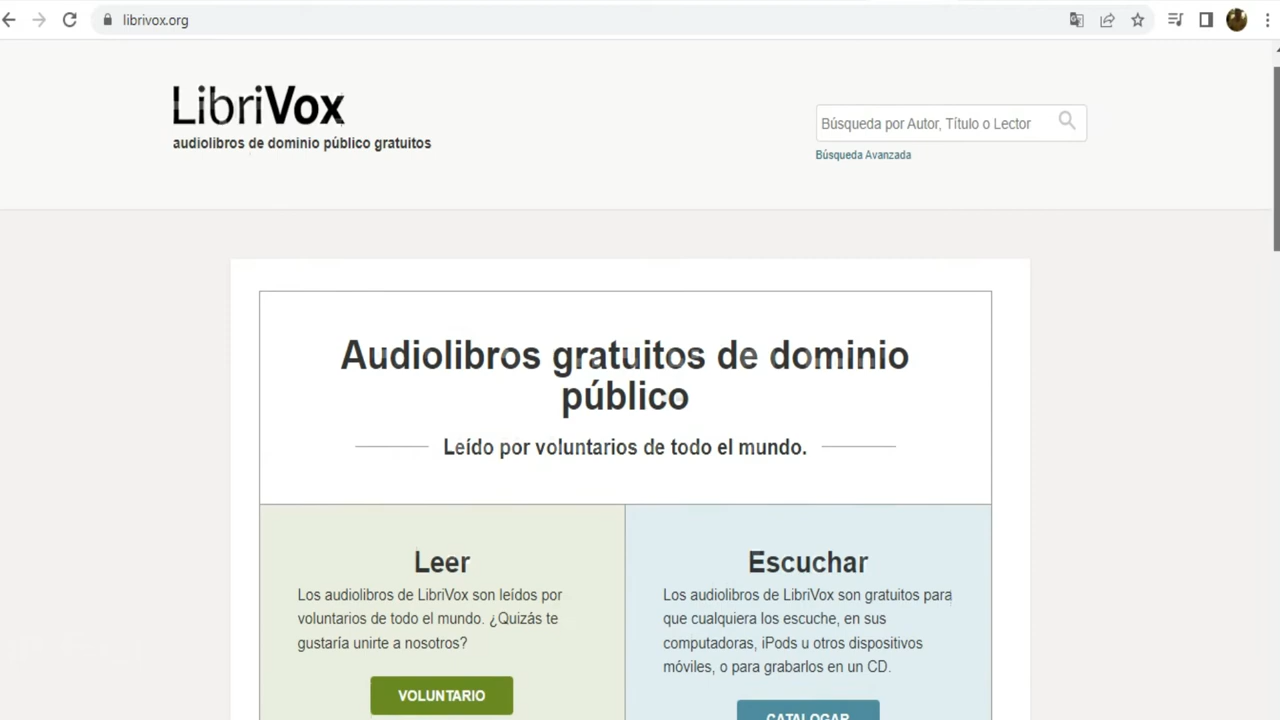 librivox.org
LibriVox
audiolibros de dominio público gratuitos
Búsqueda por Autor, Título o Lector
Búsqueda Avanzada
Audiolibros gratuitos de dominio
público
Leído por voluntarios de todo el mundo.
Leer
Los audiolibros de LibriVox son leídos por
voluntarios de todo el mundo. ¿Quizás te
gustaría unirte a nosotros?
VOLUNTARIO
Escuchar
Los audiolibros de LibriVox son gratuitos para
que cualquiera los escuche, en sus
computadoras, iPods u otros dispositivos
móviles, o para grabarlos en un CD.
CATALOGAR